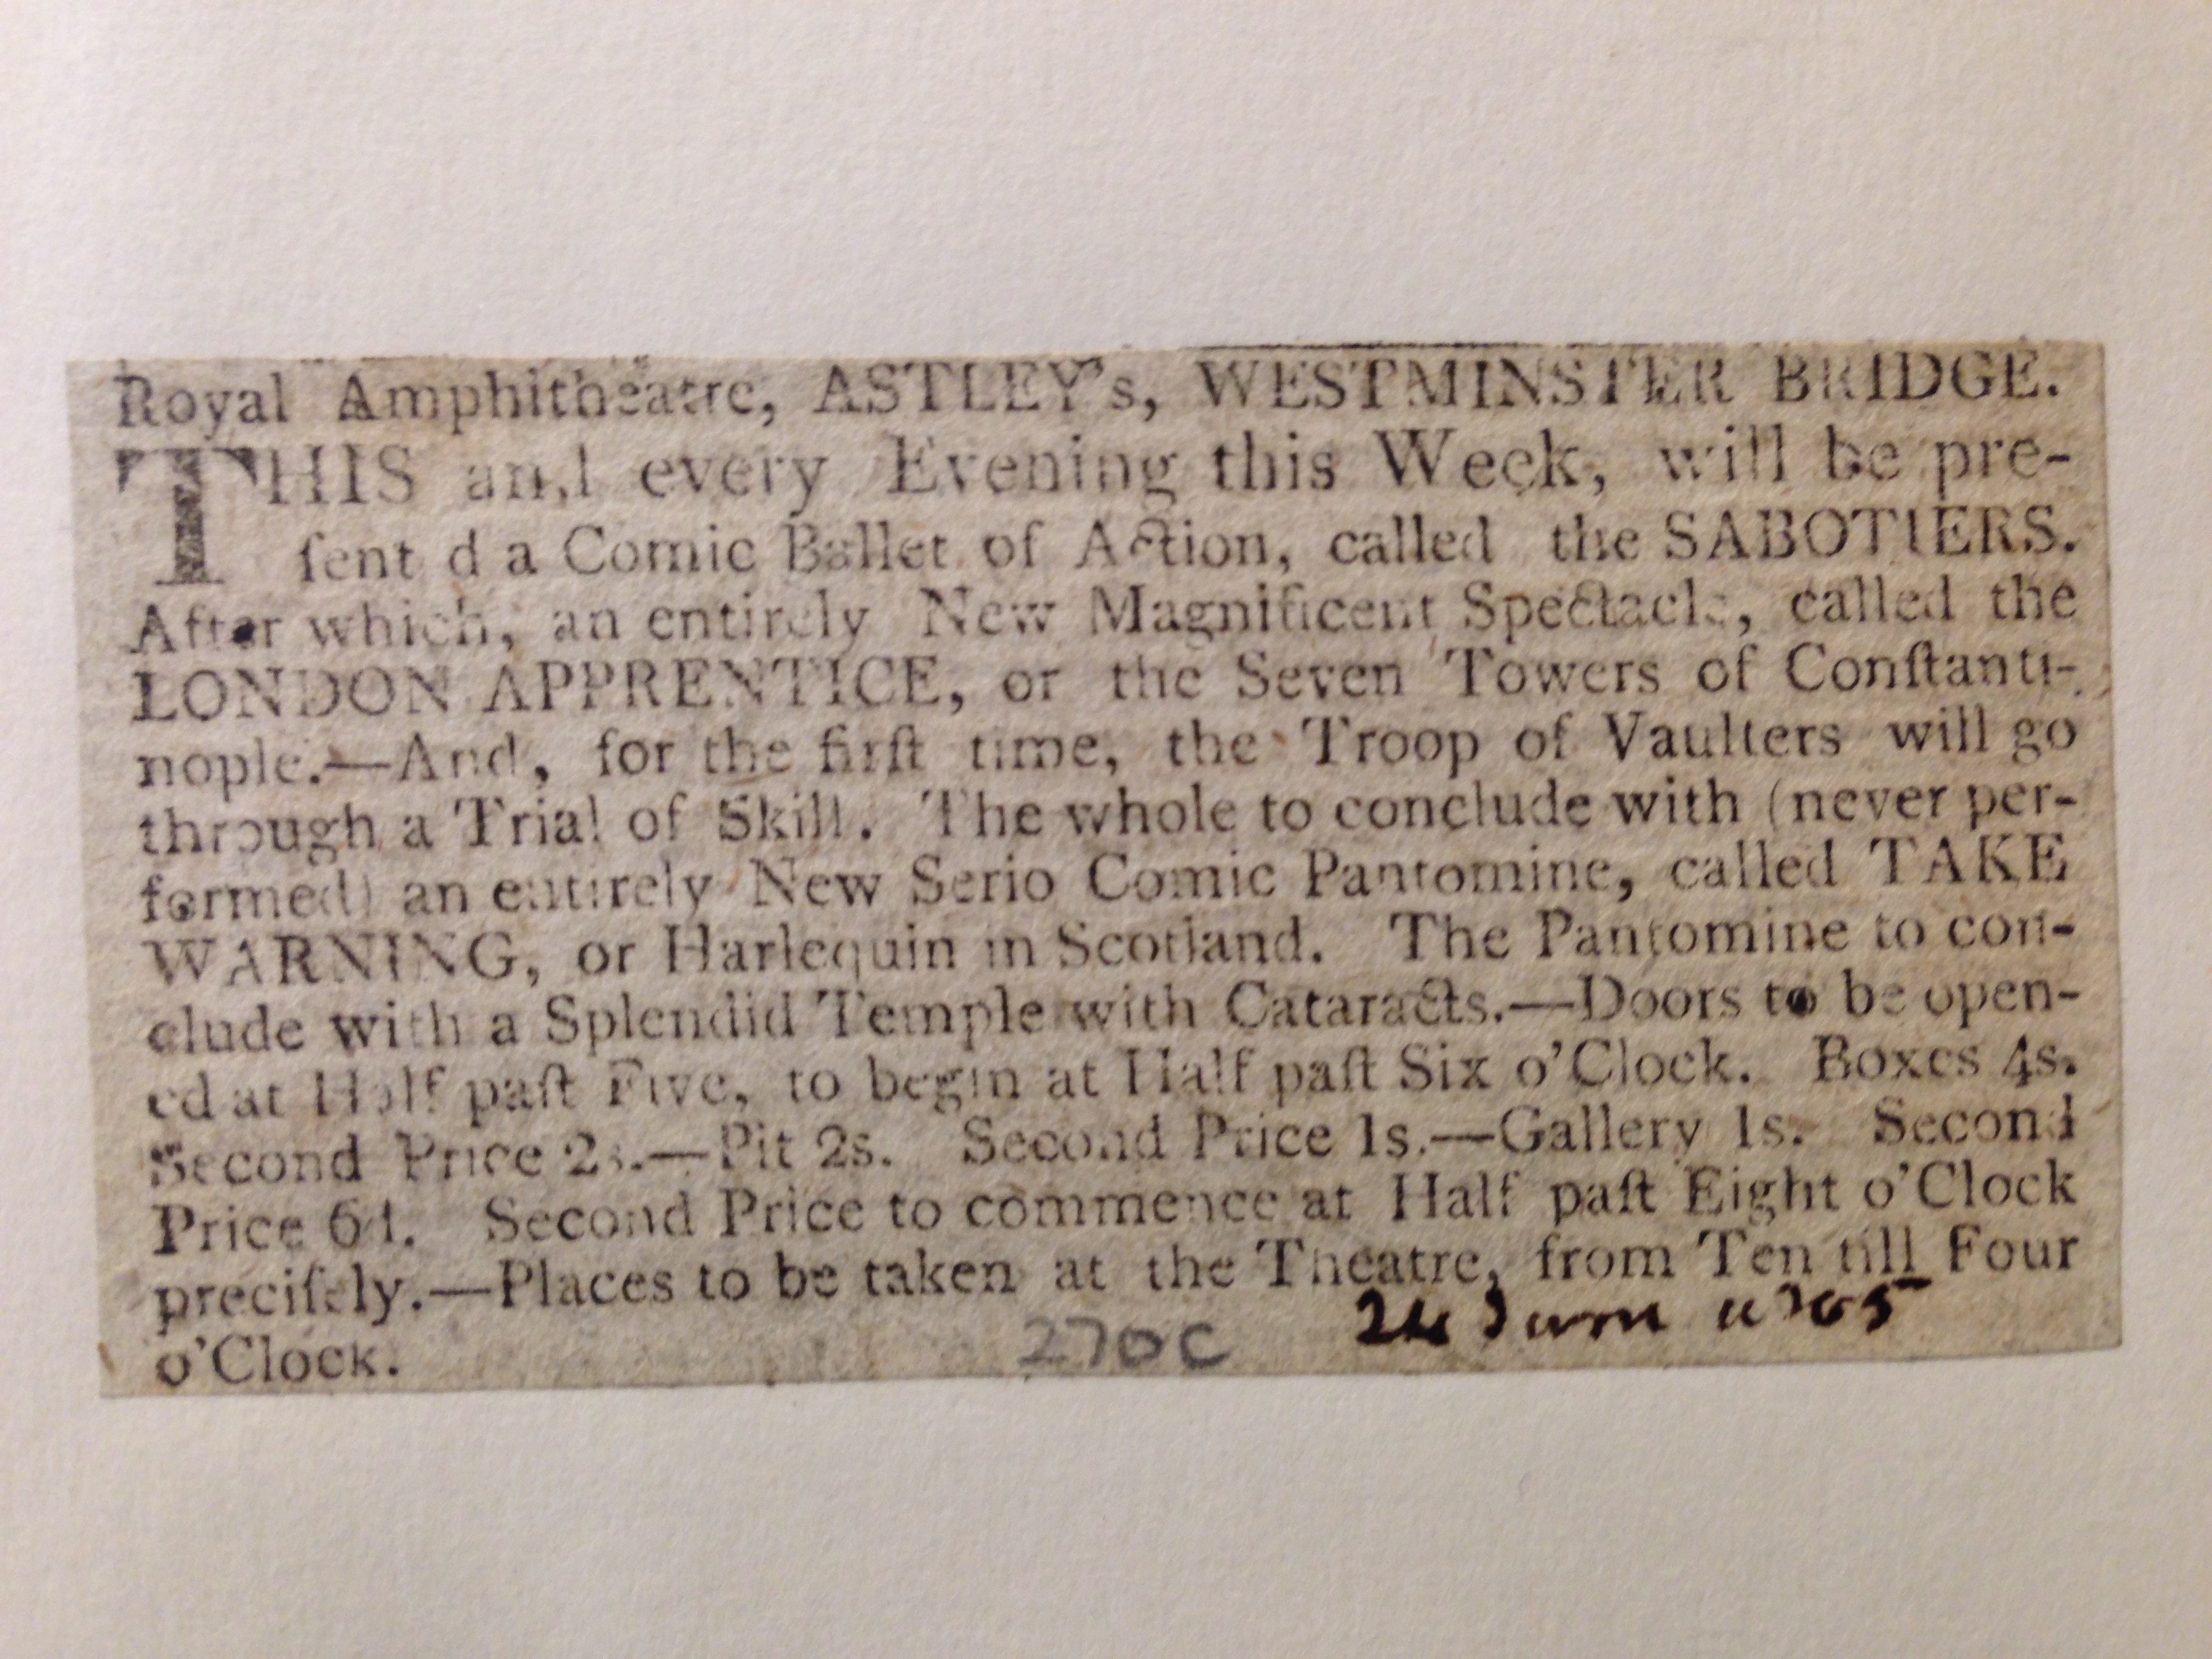 Royal Amphitheatre, ASTLEY's, WESTMINSTER BRIDGE.
THIS and every Evening this Week, will be pre-
ſent d a Comic Ballet of Action, called the SABOTIERS.
After which, an entirely New Magnificent Spectacle, called the
LONDON APPRENTICE, or the Seven Towers of Conſtanti-
nople.—And, for the firſt time, the Troop of Vaulters will go
through a Trial of Skill. The whole to conclude with (never per-
formed) an entirely New Serio Comic Pantomine, called TAKE
WARNING, or Harlequin in Scotland. The Pantomine to con-
clude with a Splendid Temple with Cataracts.—Doors to be open-
ed at Half paſt Five, to begin at Half paſt Six o'Clock. Boxes 4s.
Second Price 2s.—Pit 2s. Second Price 1s.—Gallery 1s. Second
Price 6d. Second Price to commence at Half paſt Eight o'Clock
preciſely.—Places to be taken at the Theatre, from Ten till Four
o'Clock.
270C 24